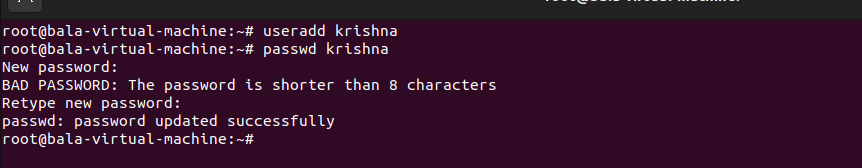 root@bala-virtual-machine:~# useradd krishna
root@bala-virtual-machine:~# passwd krishna
New password:
BAD PASSWORD: The password is shorter than 8 characters
Retype new password:
passwd: password updated successfully
root@bala-virtual-machine:~#